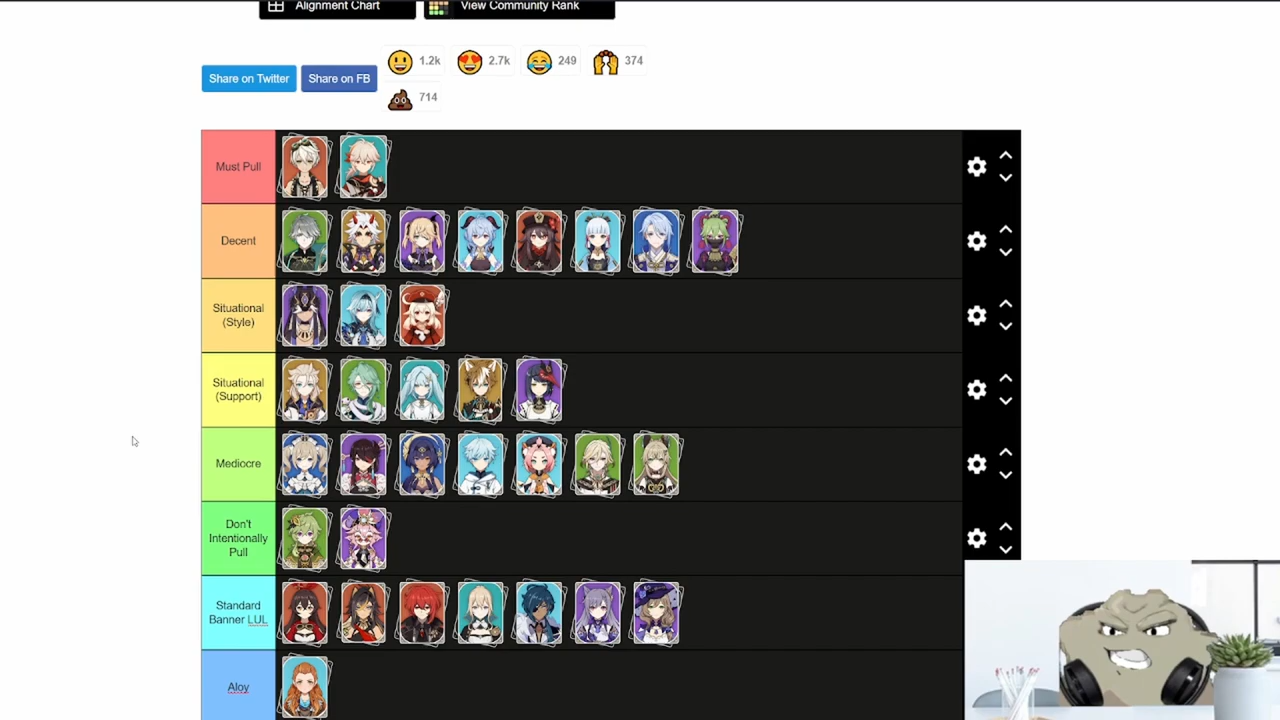 Alignment Chart
View Community Rank
Share on Twitter
Share on FB
1.2k
2.7k
249
374
714
Must Pull
Decent
Situational
(Style)
Situational
(Support)
Mediocre
Don't
Intentionally
Pull
Standard
Banner LUL
Aloy